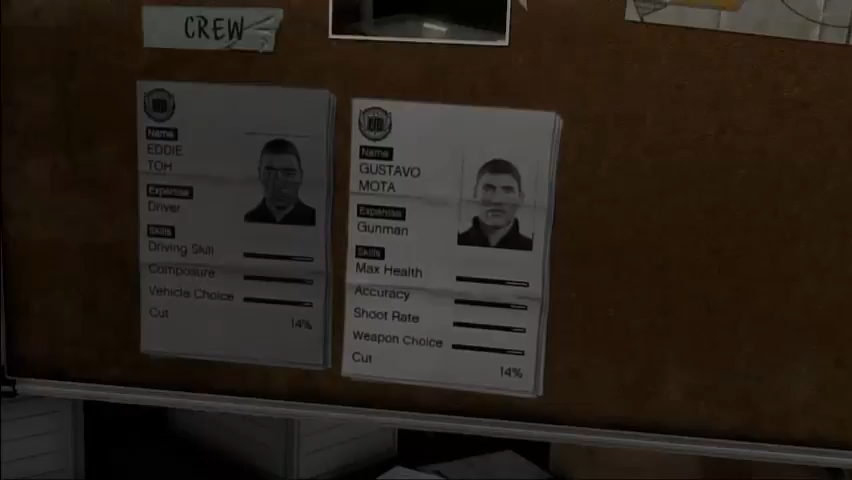 CREW
Name
EDDIE
TOH
Expertise
Driver
Skills
Driving Skill
Composure
Vehicle Choice
Cut 14%
Name
GUSTAVO
MOTA
Expertise
Gunman
Skills
Max Health
Accuracy
Shoot Rate
Weapon Choice
Cut 14%